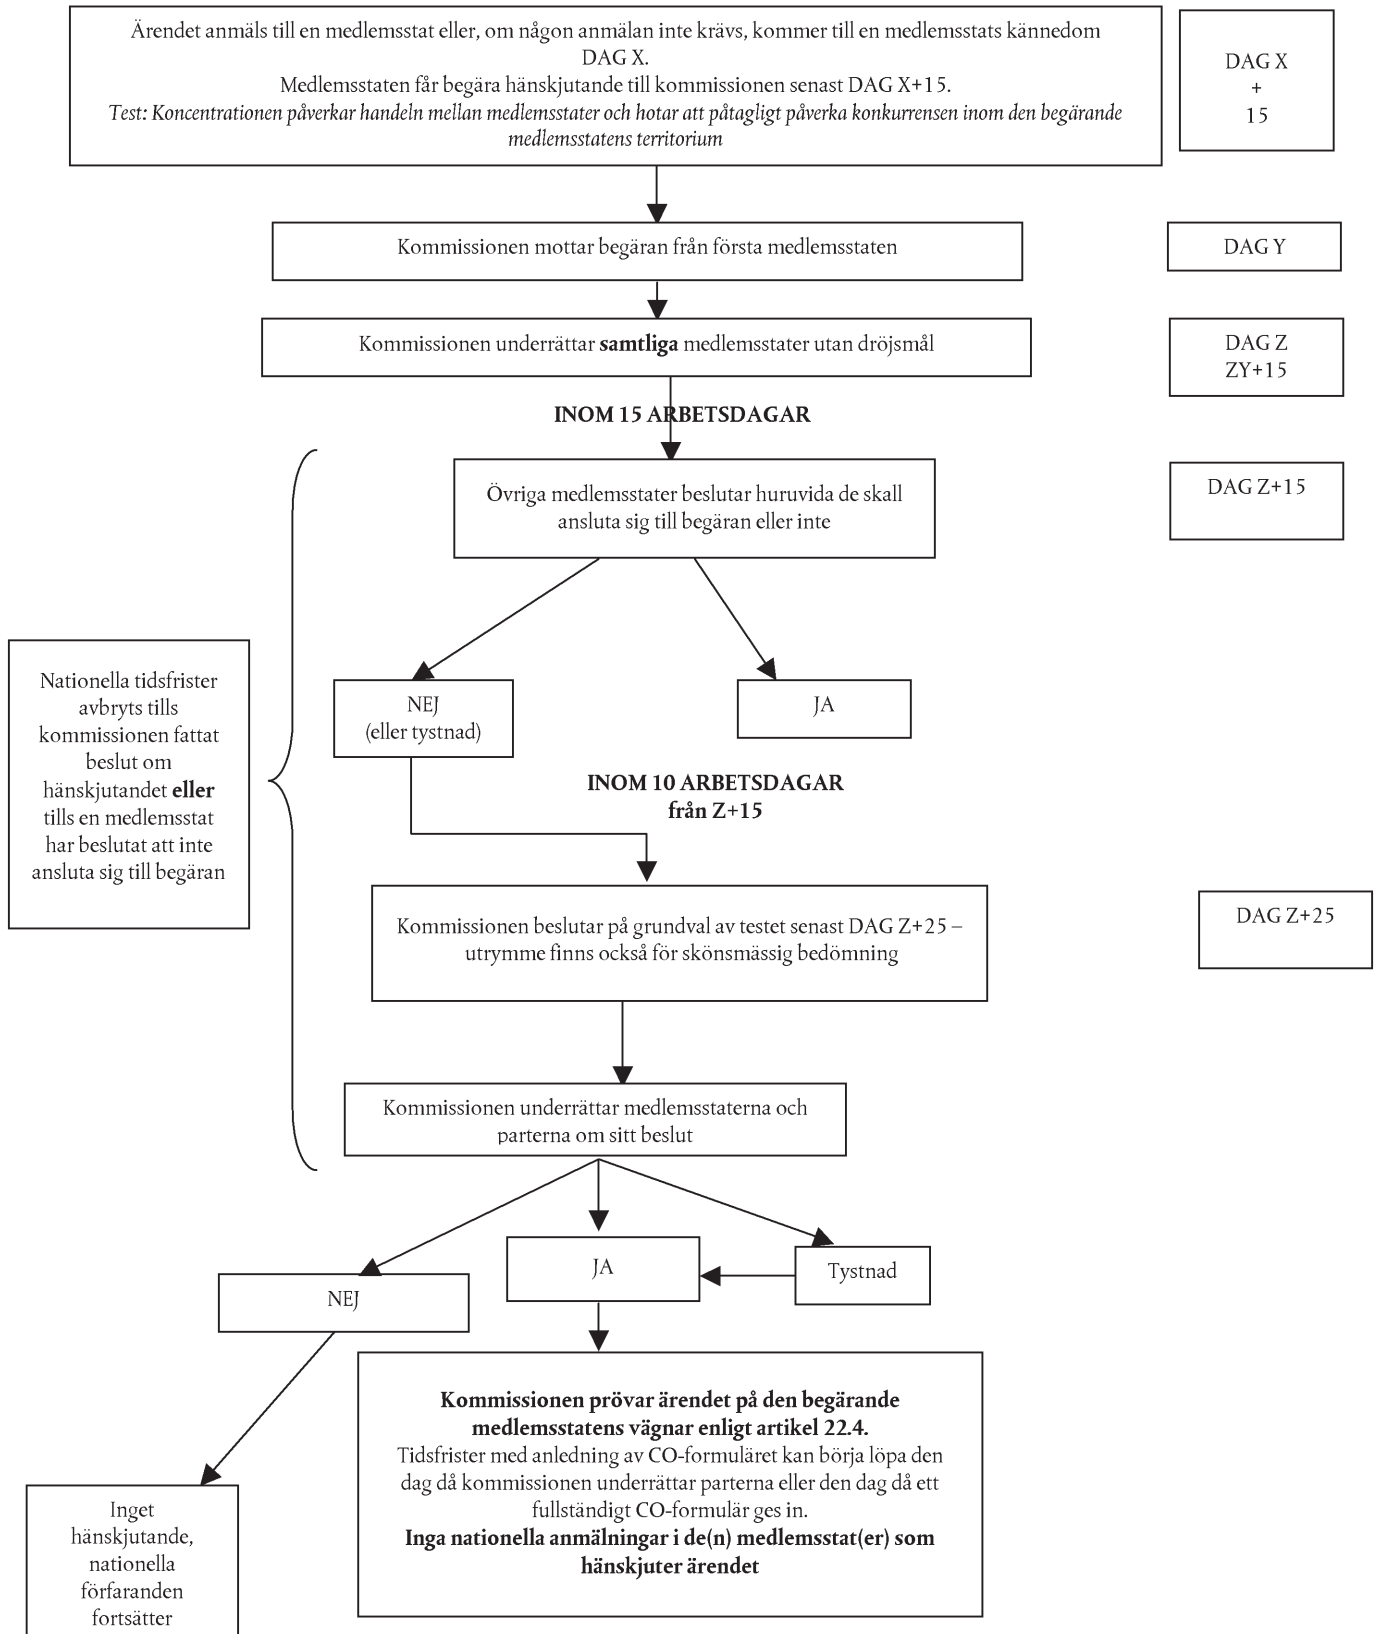 Ärendet anmäls till en medlemsstat eller, om någon anmälan inte krävs, kommer till en medlemsstats kännedom
DAG X.
Medlemsstaten får begära hänskjutande till kommissionen senast DAG X+15.
Test: Koncentrationen påverkar handeln mellan medlemsstater och hotar att påtagligt påverka konkurrensen inom den begärande
medlemsstatens territorium
DAG X
+
15
Kommissionen mottar begäran från första medlemsstaten
DAG Y
Kommissionen underrättar samtliga medlemsstater utan dröjsmål
DAG Z
ZY+15
INOM 15 ARBETSDAGAR
Övriga medlemsstater beslutar huruvida de skall
ansluta sig till begäran eller inte
DAG Z+15
Nationella tidsfrister
avbryts tills
kommissionen fattat
beslut om
hänskjutandet eller
tills en medlemsstat
har beslutat att inte
ansluta sig till begäran
NEJ
(eller tystnad)
JA
INOM 10 ARBETSDAGAR
från Z+15
Kommissionen beslutar på grundval av testet senast DAG Z+25 –
utrymme finns också för skönsmässig bedömning
DAG Z+25
Kommissionen underrättar medlemsstaterna och
parterna om sitt beslut
NEJ
JA
Tystnad
Kommissionen prövar ärendet på den begärande
medlemsstatens vägnar enligt artikel 22.4.
Tidsfrister med anledning av CO-formuläret kan börja löpa den
dag då kommissionen underrättar parterna eller den dag då ett
fullständigt CO-formulär ges in.
Inga nationella anmälningar i de(n) medlemsstat(er) som
hänskjuter ärendet
Inget
hänskjutande,
nationella
förfaranden
fortsätter